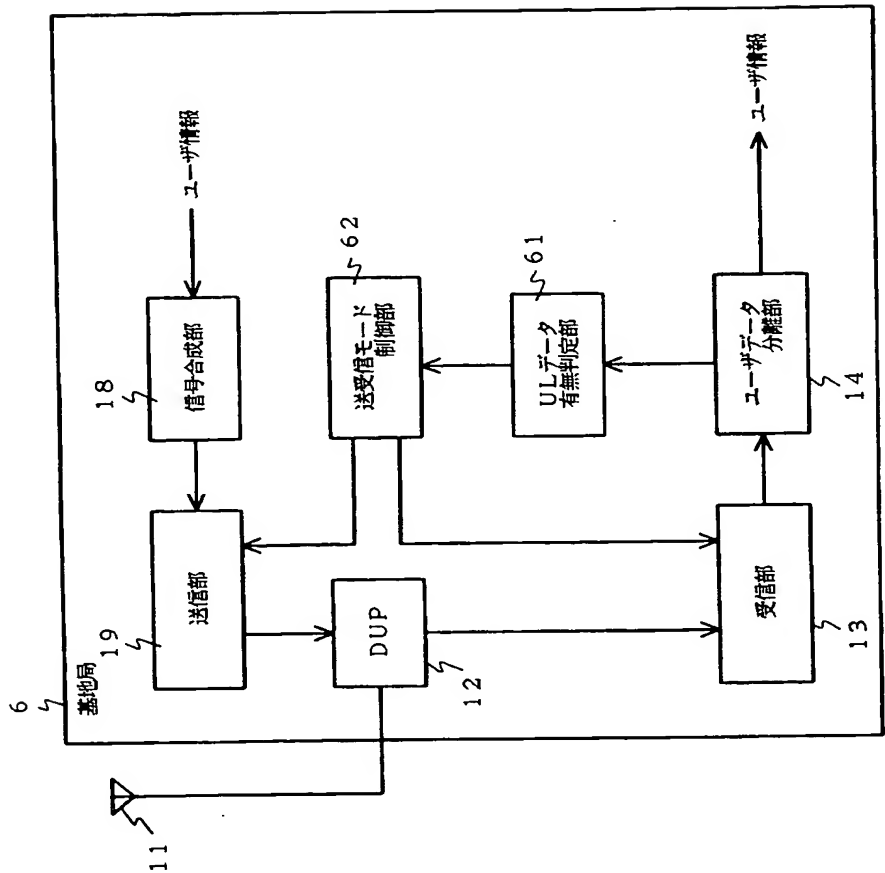 6
基地局
11
12
DUP
19
送信部
18
信号合成部
ユーザ情報
62
送受信モード
制御部
61
ULデータ
有無判定部
13
受信部
14
ユーザデータ
分離部
ユーザ情報